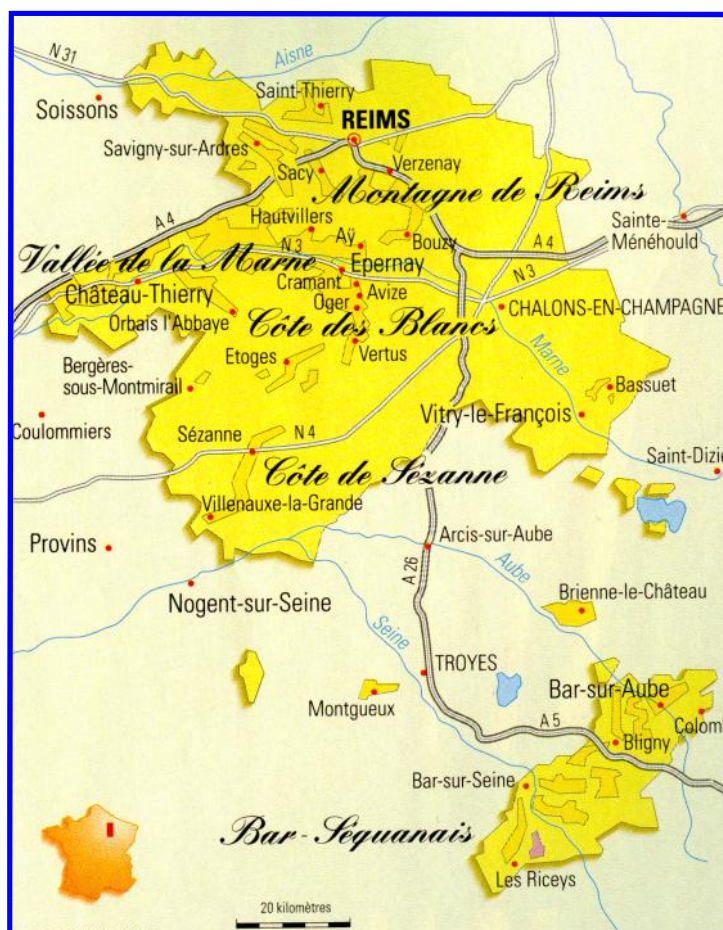 N 31
Aisne
Soissons
Saint-Thierry
REIMS
Savigny-sur-Ardres
Sacy
Verzenay
Montagne de Reims
A 4
Hautvillers
Aÿ
Bouzy
Sainte-
Ménéhould
N 3
A 4
Vallée de la Marne
Epernay
N 3
Cramant
Château-Thierry
Avize
Oger
CHALONS-EN-CHAMPAGNE
Orbais l'Abbaye
Côte des Blancs
Marne
Bergères-
sous-Montmirail
Etoges
Vertus
Bassuet
Coulommiers
Vitry-le-François
Sézanne
N 4
Côte de Sézanne
Saint-Dizie
Villenauxe-la-Grande
Provins
Arcis-sur-Aube
A 26
Aube
Nogent-sur-Seine
Brienne-le-Château
Seine
TROYES
Montgueux
Bar-sur-Aube
Colom
A 5
Bligny
Bar-sur-Seine
Bar-Séquanais
Les Riceys
20 kilomètres